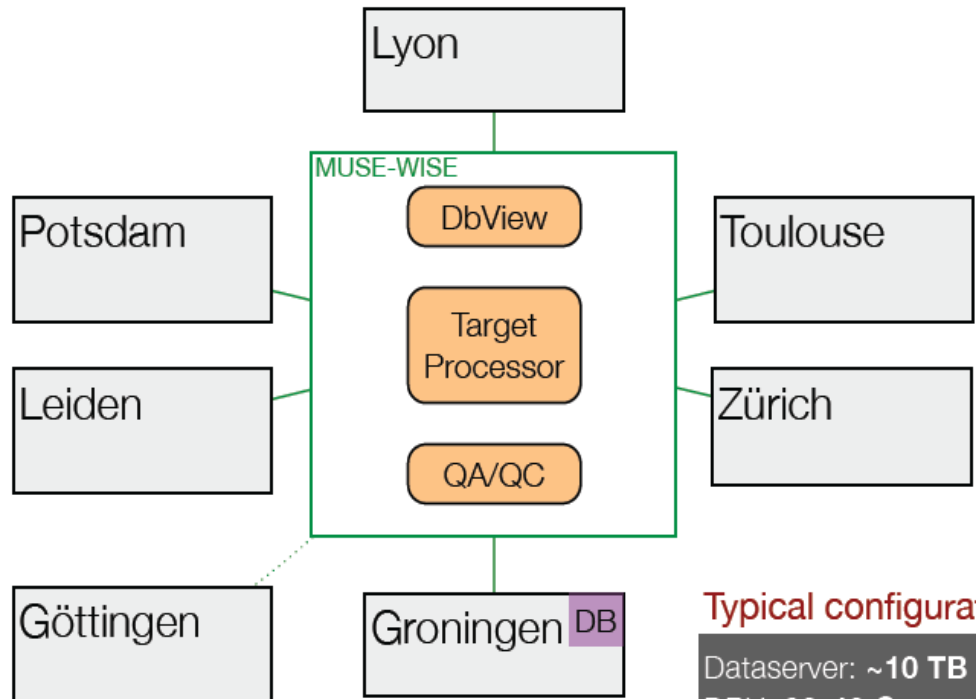 Lyon
MUSE-WISE
DbView
Potsdam
Toulouse
Target
Processor
Leiden
Zürich
QA/QC
Göttingen
Groningen DB
Typical configurat
Dataserver: ~10 TB